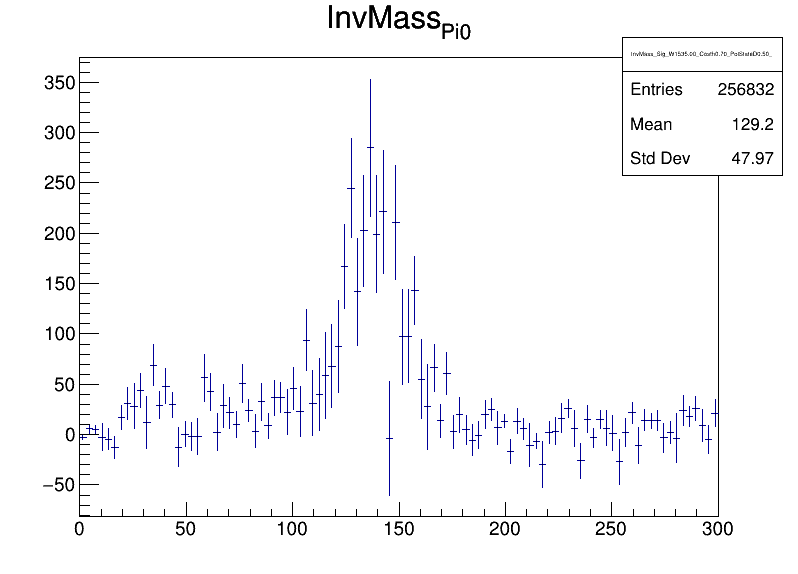 InvMassPi0
InvMass_Sig_W1535.00_Costh0.70_PolStateD0.50_
Entries 256832
Mean 129.2
Std Dev 47.97
350
300
250
200
150
100
50
0
−50
0 50 100 150 200 250 300